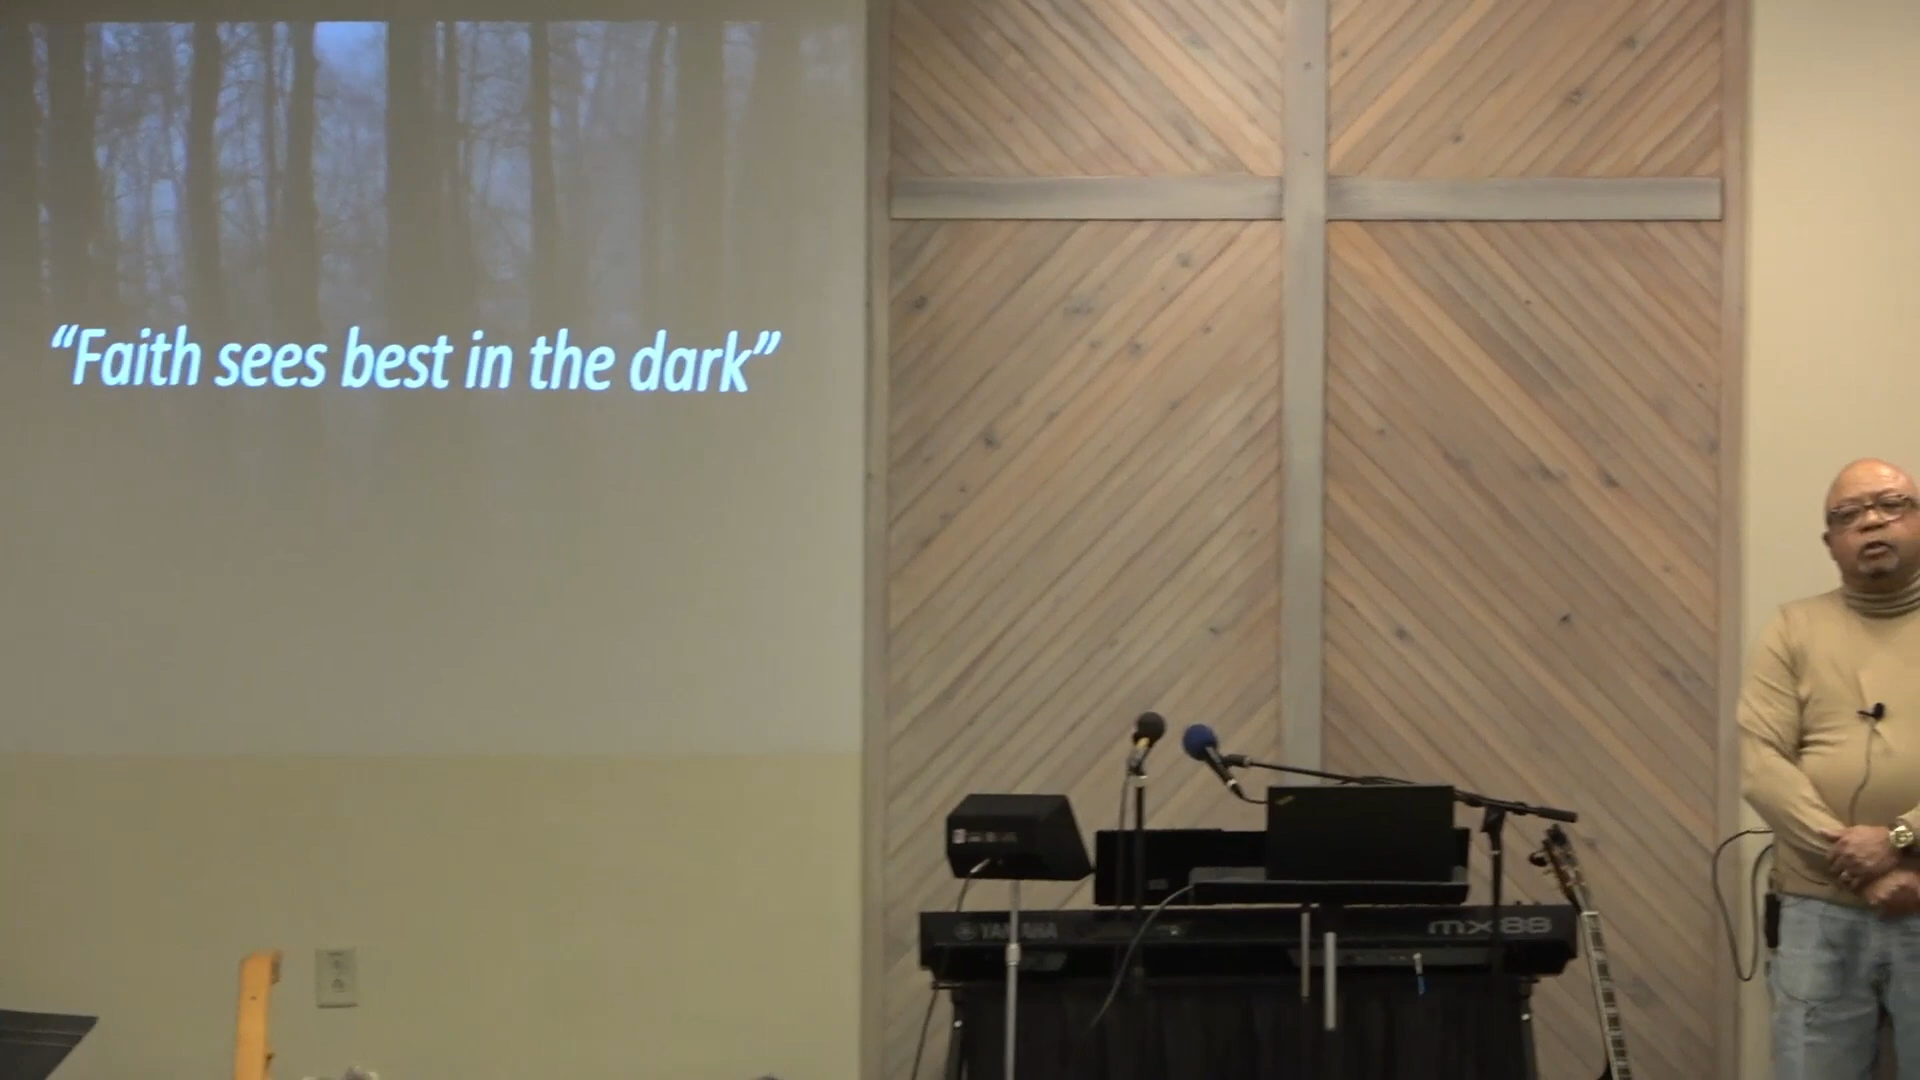 “Faith sees best in the dark”
YAMAHA
MX88